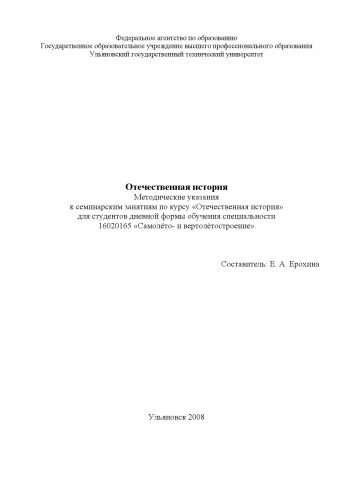 Федеральное агентство по образованию
Государственное образовательное учреждение высшего профессионального образования
Ульяновский государственный технический университет
Отечественная история
Методические указания
к семинарским занятиям по курсу «Отечественная история»
для студентов дневной формы обучения специальности
16020165 «Самолёто- и вертолётостроение».
Составитель: Е. А. Ерохина
Ульяновск 2008